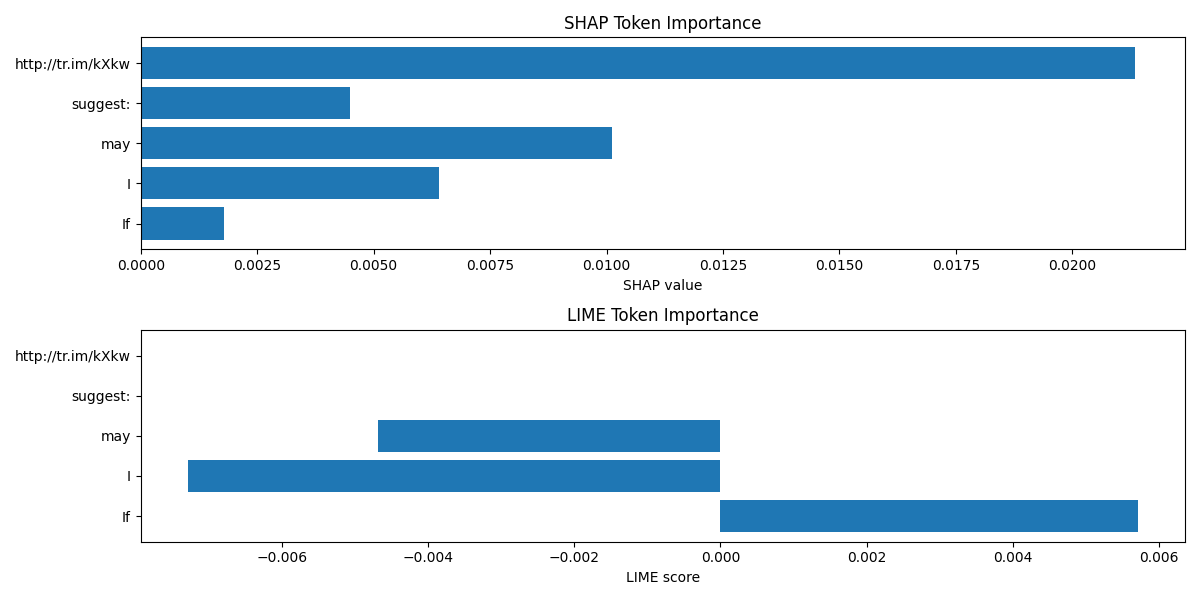 SHAP Token Importance
http://tr.im/kXkw
suggest:
may
I
If
0.0000 0.0025 0.0050 0.0075 0.0100 0.0125 0.0150 0.0175 0.0200
SHAP value
LIME Token Importance
http://tr.im/kXkw
suggest:
may
I
If
−0.006 −0.004 −0.002 0.000 0.002 0.004 0.006
LIME score